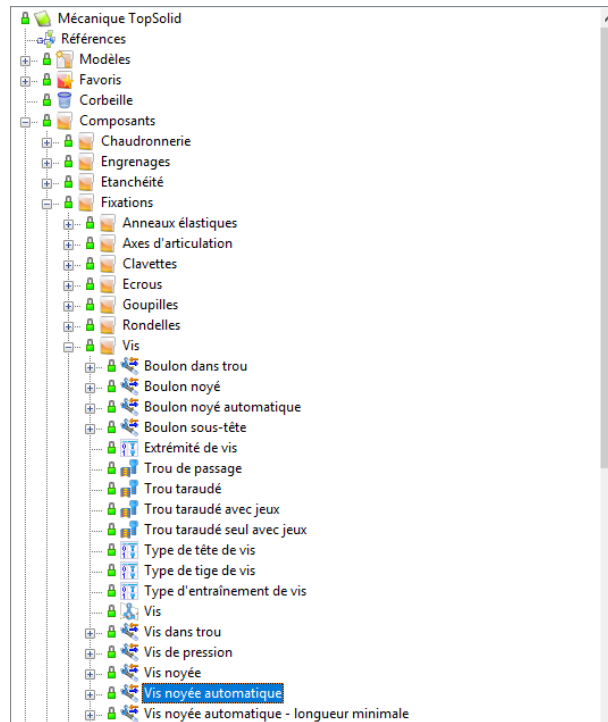 Mécanique TopSolid
Références
Modèles
Favoris
Corbeille
Composants
Chaudronnerie
Engrenages
Etanchéité
Fixations
Anneaux élastiques
Axes d'articulation
Clavettes
Ecrous
Goupilles
Rondelles
Vis
Boulon dans trou
Boulon noyé
Boulon noyé automatique
Boulon sous-tête
Extrémité de vis
Trou de passage
Trou taraudé
Trou taraudé avec jeux
Trou taraudé seul avec jeux
Type de tête de vis
Type de tige de vis
Type d'entraînement de vis
Vis
Vis dans trou
Vis de pression
Vis noyée
Vis noyée automatique
Vis noyée automatique - longueur minimale